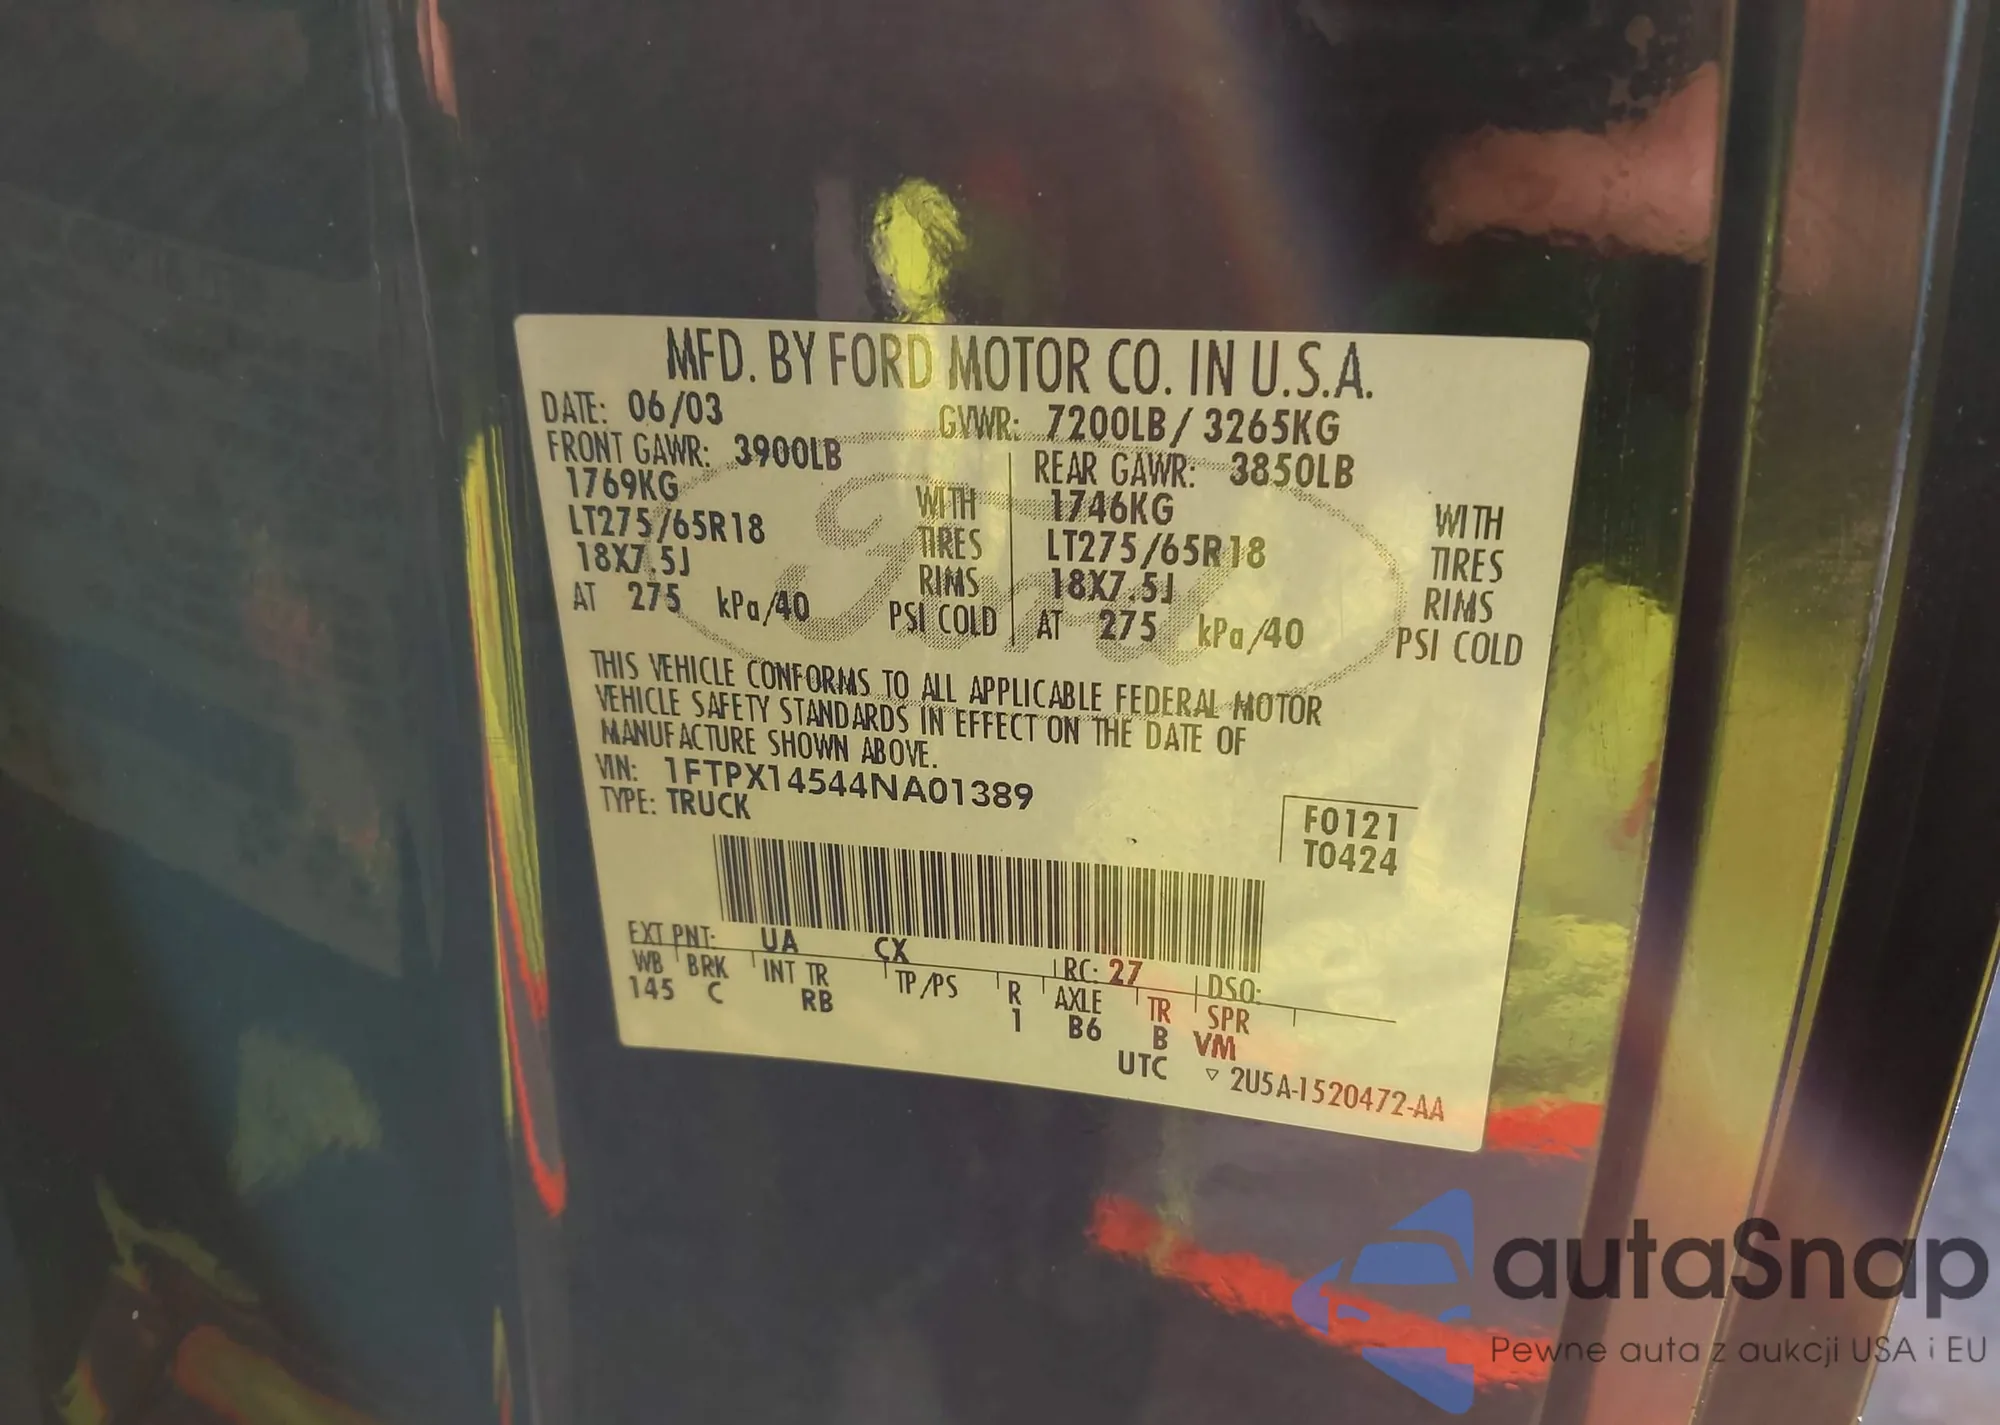 MFD. BY FORD MOTOR CO. IN U.S.A.
DATE: 06/03 GVWR: 7200LB / 3265KG
FRONT GAWR: 3900LB REAR GAWR: 3850LB
1769KG WITH 1746KG WITH
LT275/65R18 TIRES LT275/65R18 TIRES
18X7.5J RIMS 18X7.5J RIMS
AT 275 kPa/40 PSI COLD AT 275 kPa/40 PSI COLD
Ford
THIS VEHICLE CONFORMS TO ALL APPLICABLE FEDERAL MOTOR
VEHICLE SAFETY STANDARDS IN EFFECT ON THE DATE OF
MANUFACTURE SHOWN ABOVE.
VIN: 1FTPX14544NA01389
TYPE: TRUCK
F0121
T0424
EXT PNT: UA CX RC: 27 DSO:
WB BRK INT TR TP/PS R AXLE TR SPR
145 C RB 1 B6 B VM
UTC ▽ 2U5A-1520472-AA
autaSnap
Pewne auta z aukcji USA i EU